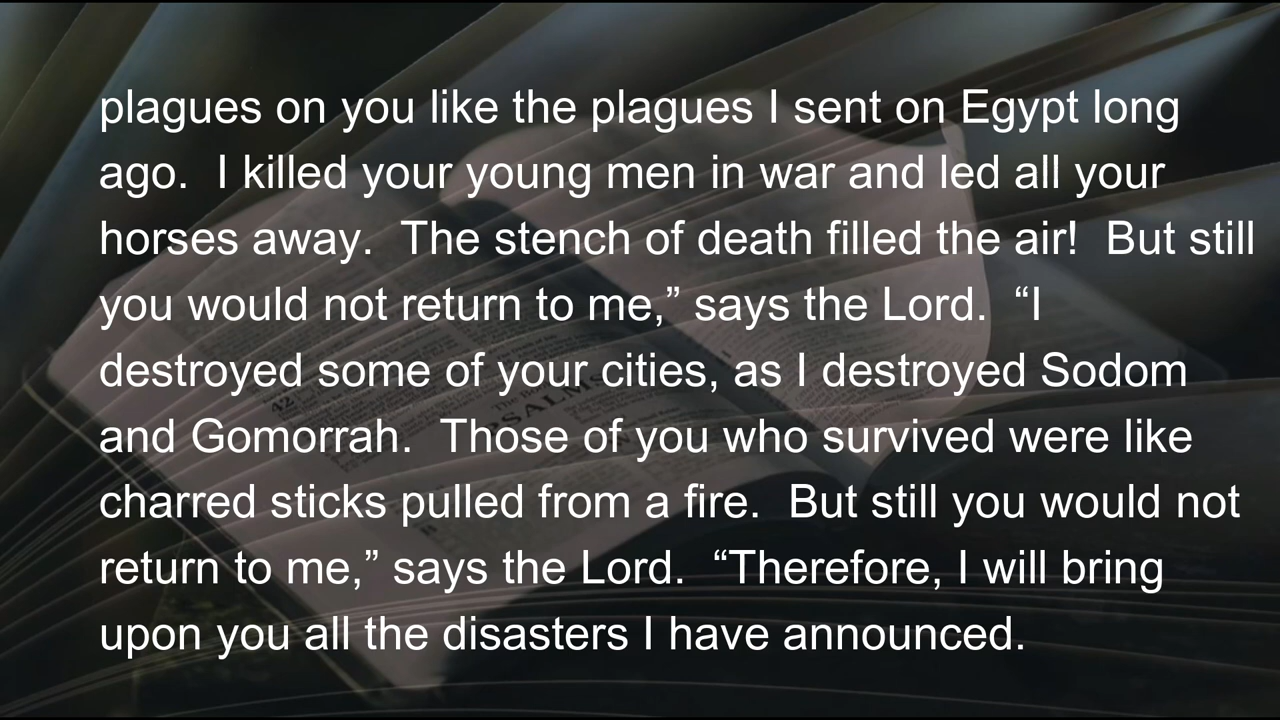 plagues on you like the plagues I sent on Egypt long
ago.  I killed your young men in war and led all your
horses away.  The stench of death filled the air!  But still
you would not return to me,” says the Lord.  “I
destroyed some of your cities, as I destroyed Sodom
and Gomorrah.  Those of you who survived were like
charred sticks pulled from a fire.  But still you would not
return to me,” says the Lord.  “Therefore, I will bring
upon you all the disasters I have announced.
42
PSALMS